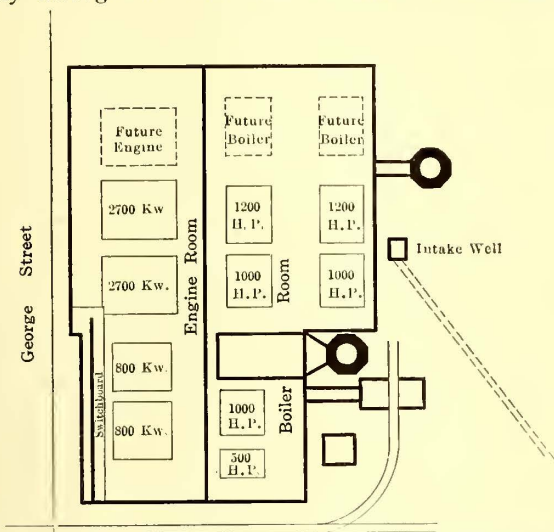 George Street
Future
Engine
2700 Kw
2700 Kw.
800 Kw.
800 Kw.
Switchboard
Engine Room
Future
Boiler
Future
Boiler
1200
H.P.
1200
H.P.
1000
H.P.
1000
H.P.
Boiler Room
1000
H.P.
500
H.P.
Intake Well